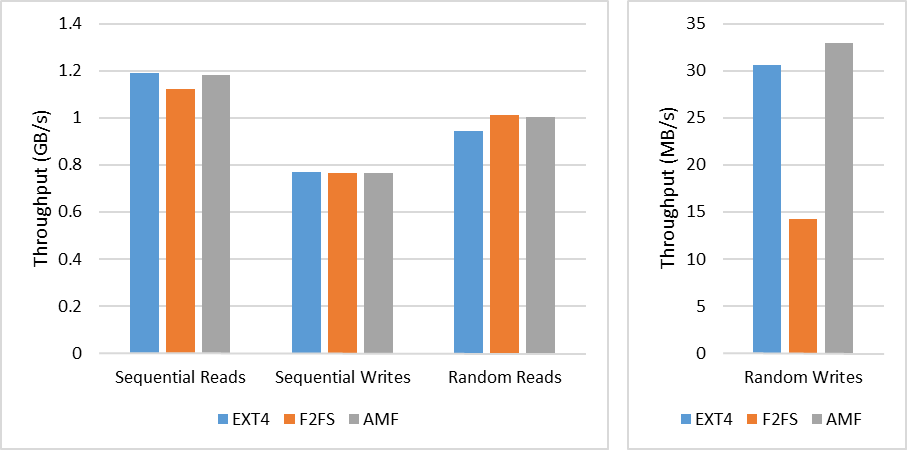 Throughput (GB/s)
1.4
1.2
1
0.8
0.6
0.4
0.2
0
Sequential Reads Sequential Writes Random Reads
EXT4 F2FS AMF
Throughput (MB/s)
35
30
25
20
15
10
5
0
Random Writes
EXT4 F2FS AMF